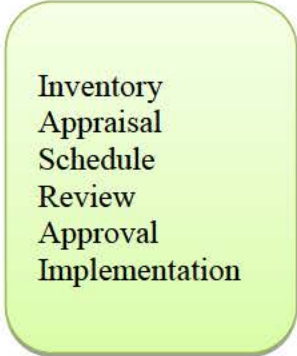 Inventory
Appraisal
Schedule
Review
Approval
Implementation